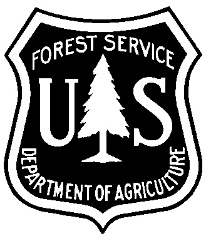 FOREST SERVICE
U S
DEPARTMENT OF AGRICULTURE